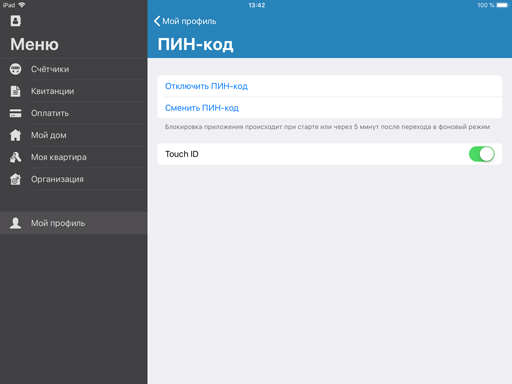 iPad
13:42
100 %
Мой профиль
Меню
ПИН-код
Счётчики
Квитанции
Оплатить
Мой дом
Моя квартира
Организация
Мой профиль
Отключить ПИН-код
Сменить ПИН-код
Блокировка приложения происходит при старте или через 5 минут после перехода в фоновый режим
Touch ID